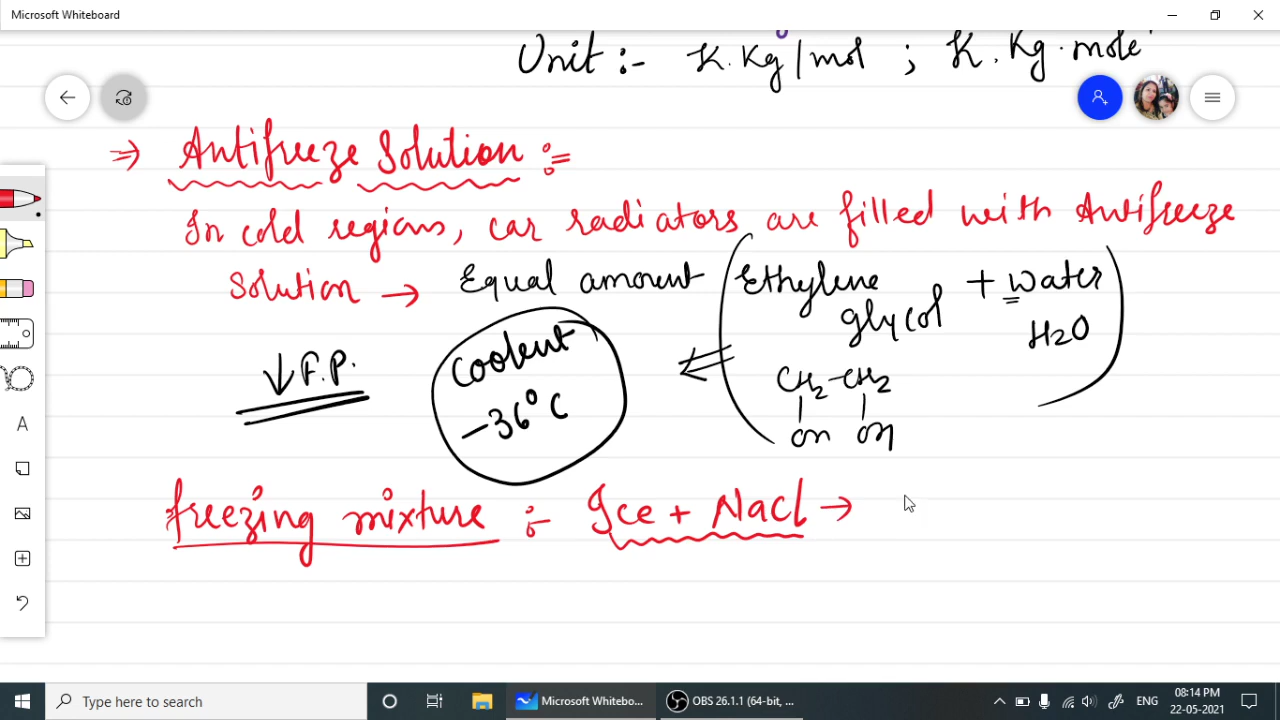 Microsoft Whiteboard
Unit :- K.Kg/mol ; K.Kg.mole⁻¹
⇒ Antifreeze Solution :=
In cold regions, car radiators are filled with Antifreeze
Solution → Equal amount (Ethylene glycol + water
H2O
CH2-CH2
OH OH
↓ F.P.
Coolent
-36°C
freezing mixture :- Ice + NaCl →
A
Type here to search
Microsoft Whitebo...
OBS 26.1.1 (64-bit, ...
ENG
08:14 PM
22-05-2021